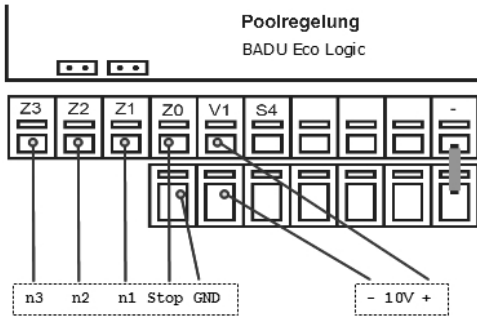 Poolregelung
BADU Eco Logic
Z3 Z2 Z1 Z0 V1 S4 -
n3 n2 n1 Stop GND - 10V +